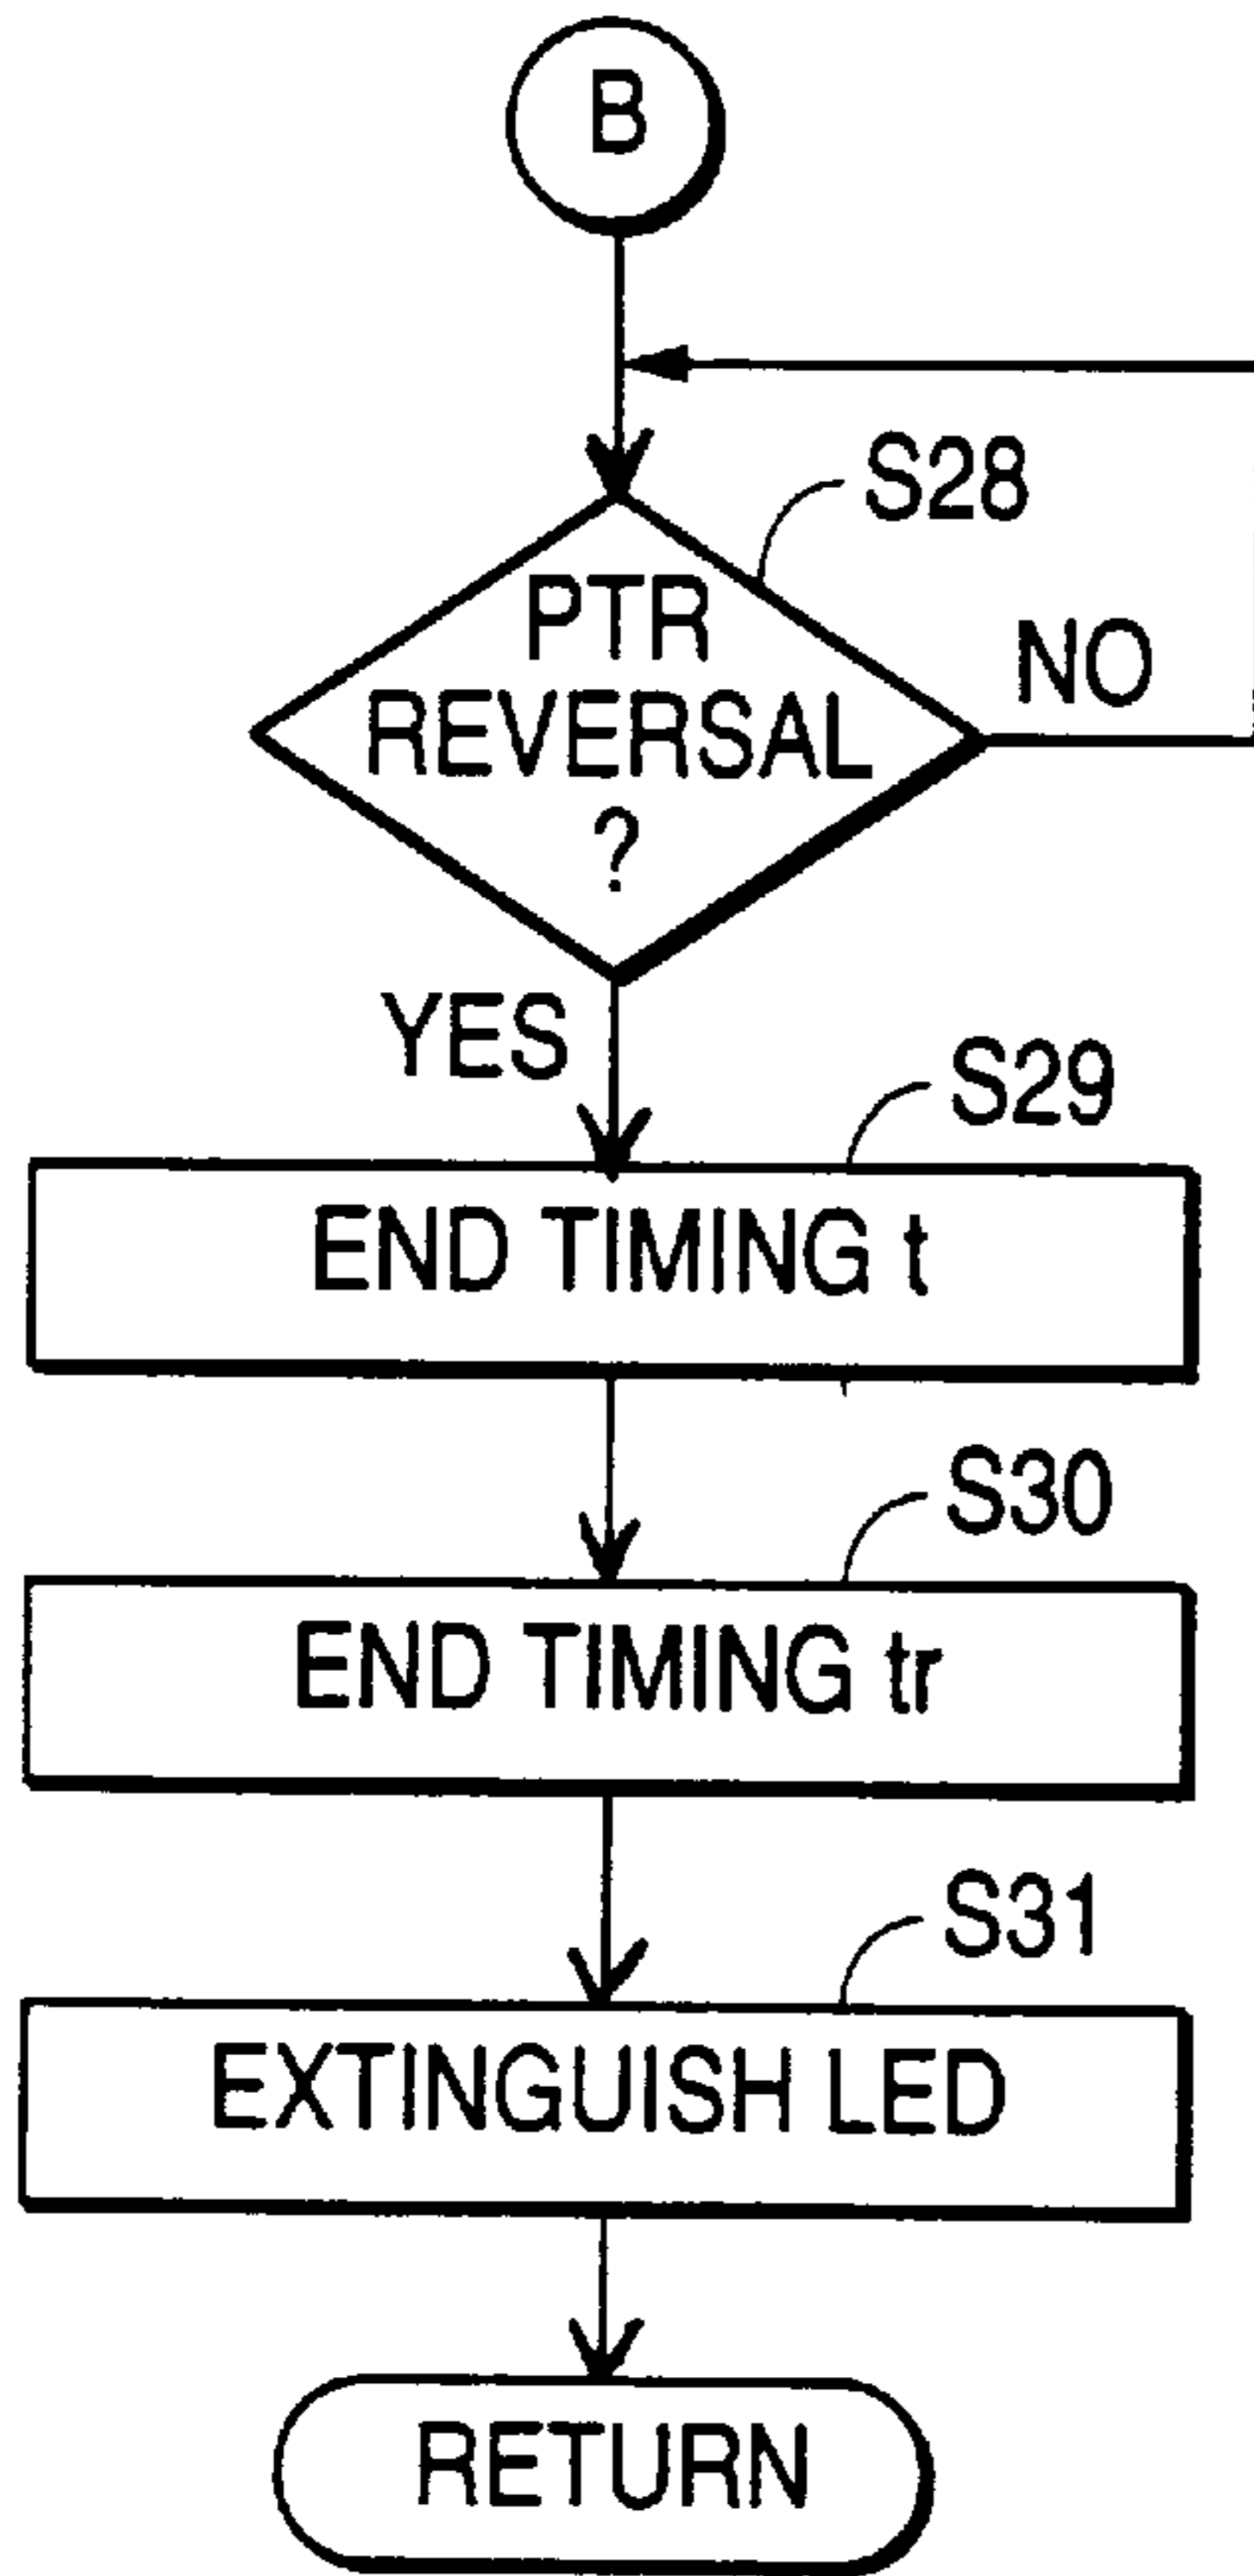 B
S28
PTR
REVERSAL
?
NO
YES
S29
END TIMING t
S30
END TIMING tr
S31
EXTINGUISH LED
RETURN